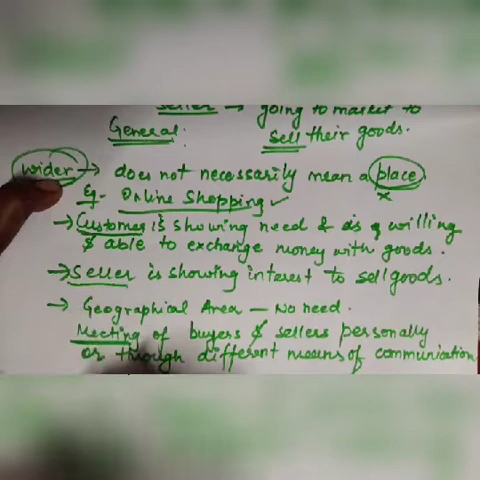 Seller → going to market to
General: Sell their goods.
wider → does not necessarily mean a place
Eg- Online Shopping ✓ x
→ Customer is showing need & is willing
& able to exchange money with goods.
→ Seller is showing interest to sell goods.
→ Geographical Area – No need.
Meeting of buyers & sellers personally
or through different means of communication